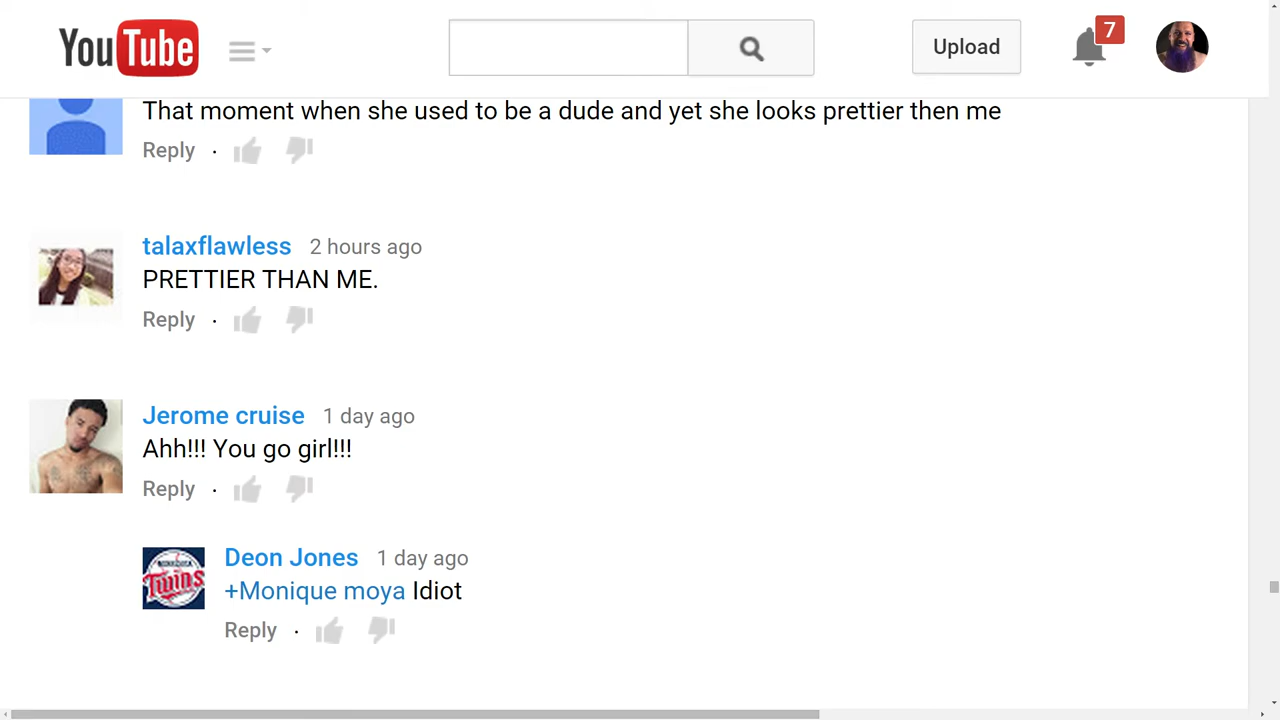 YouTube
Upload
7
That moment when she used to be a dude and yet she looks prettier then me
Reply ·
talaxflawless 2 hours ago
PRETTIER THAN ME.
Reply ·
Jerome cruise 1 day ago
Ahh!!! You go girl!!!
Reply ·
Twins
Deon Jones 1 day ago
+Monique moya Idiot
Reply ·